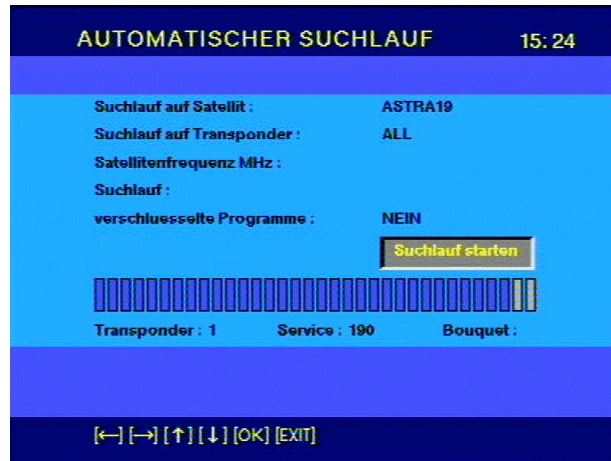 AUTOMATISCHER SUCHLAUF 15:24
Suchlauf auf Satellit : ASTRA19
Suchlauf auf Transponder : ALL
Satellitenfrequenz MHz :
Suchlauf :
verschluesselte Programme : NEIN
Suchlauf starten
Transponder : 1 Service : 190 Bouquet :
[←] [→] [↑] [↓] [OK] [EXIT]